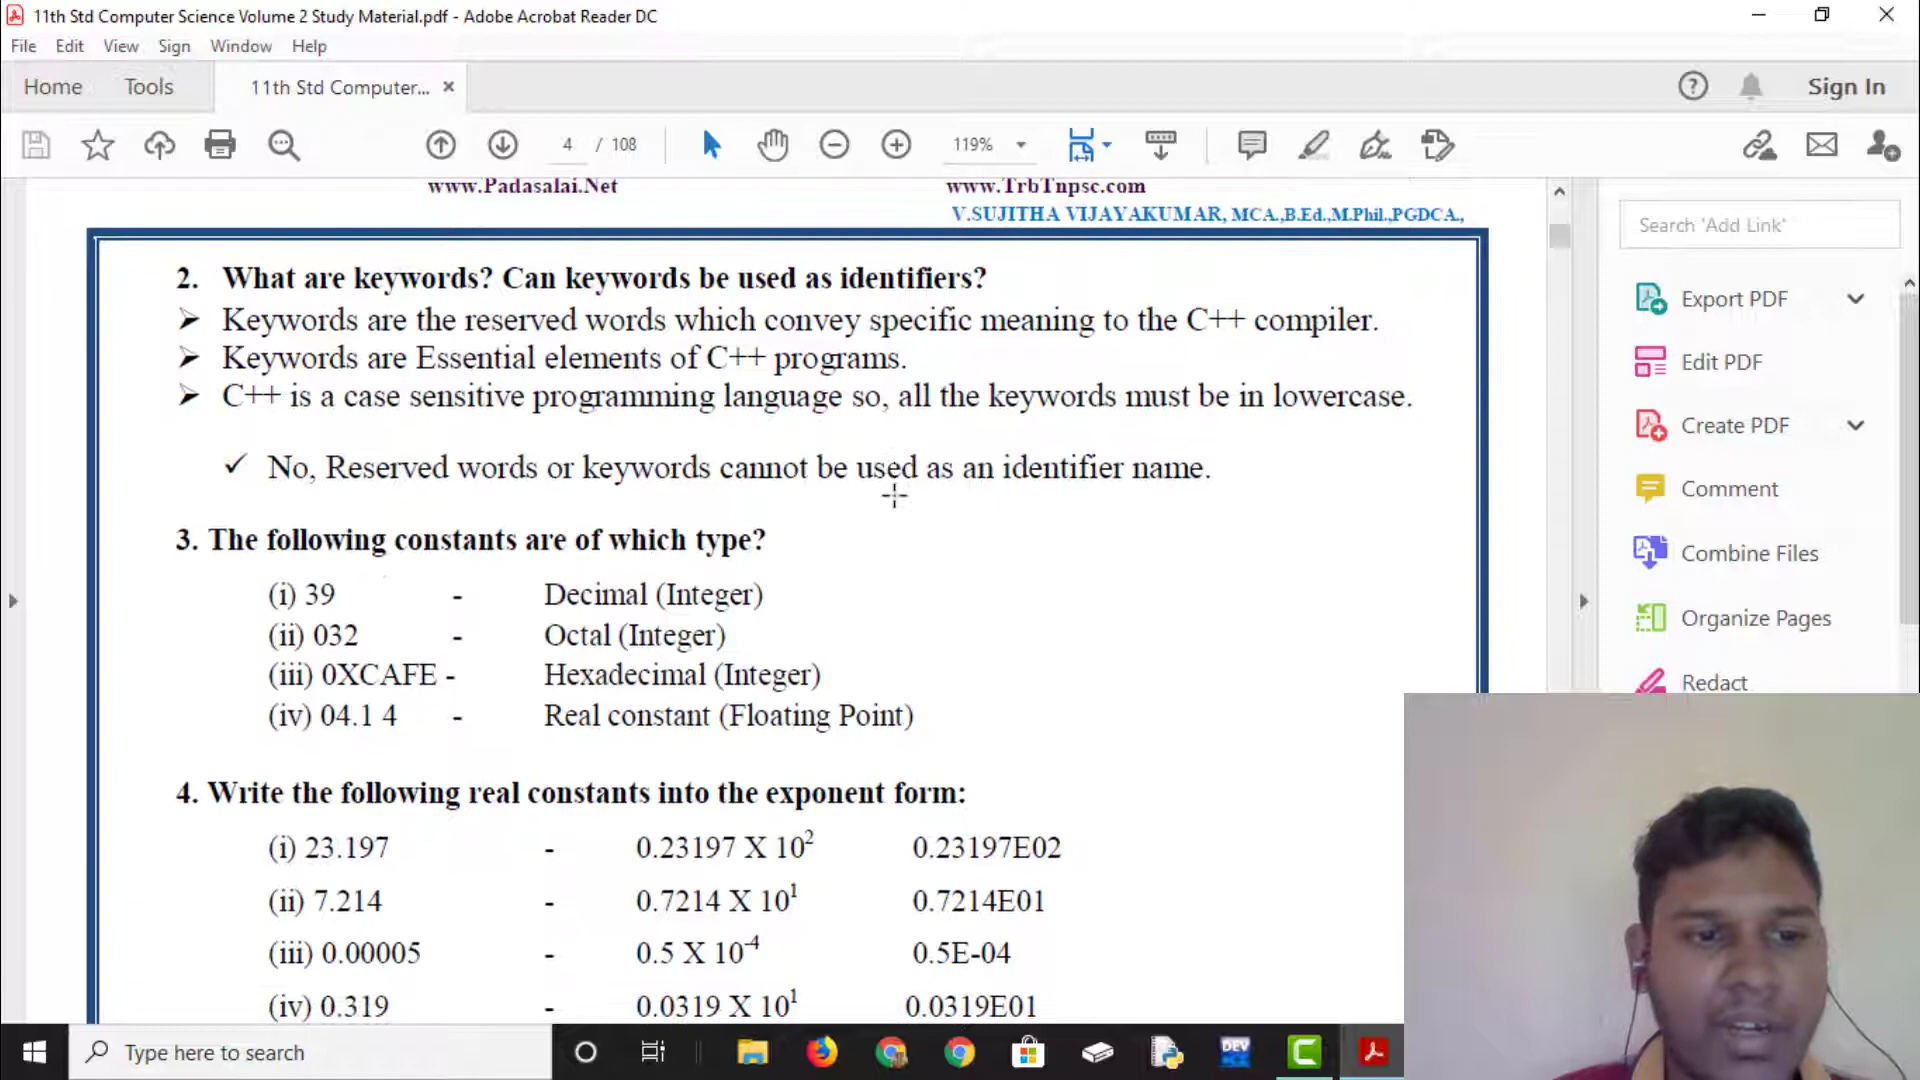 11th Std Computer Science Volume 2 Study Material.pdf - Adobe Acrobat Reader DC
File Edit View Sign Window Help
Home Tools 11th Std Computer... × Sign In
4 / 108 119%
www.Padasalai.Net www.TrbTnpsc.com
V.SUJITHA VIJAYAKUMAR, MCA.,B.Ed.,M.Phil.,PGDCA.,
2. What are keywords? Can keywords be used as identifiers?
➢ Keywords are the reserved words which convey specific meaning to the C++ compiler.
➢ Keywords are Essential elements of C++ programs.
➢ C++ is a case sensitive programming language so, all the keywords must be in lowercase.
✓ No, Reserved words or keywords cannot be used as an identifier name.
3. The following constants are of which type?
(i) 39 - Decimal (Integer)
(ii) 032 - Octal (Integer)
(iii) 0XCAFE - Hexadecimal (Integer)
(iv) 04.1 4 - Real constant (Floating Point)
4. Write the following real constants into the exponent form:
(i) 23.197 - 0.23197 X 10² 0.23197E02
(ii) 7.214 - 0.7214 X 10¹ 0.7214E01
(iii) 0.00005 - 0.5 X 10⁻⁴ 0.5E-04
(iv) 0.319 - 0.0319 X 10¹ 0.0319E01
Search 'Add Link'
Export PDF
Edit PDF
Create PDF
Comment
Combine Files
Organize Pages
Redact
Type here to search
DEV